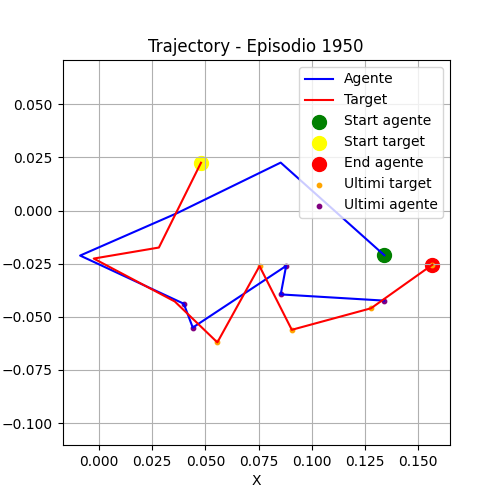 Trajectory - Episodio 1950
Agente
Target
Start agente
Start target
End agente
Ultimi target
Ultimi agente
0.050
0.025
0.000
−0.025
−0.050
−0.075
−0.100
0.000
0.025
0.050
0.075
0.100
0.125
0.150
X